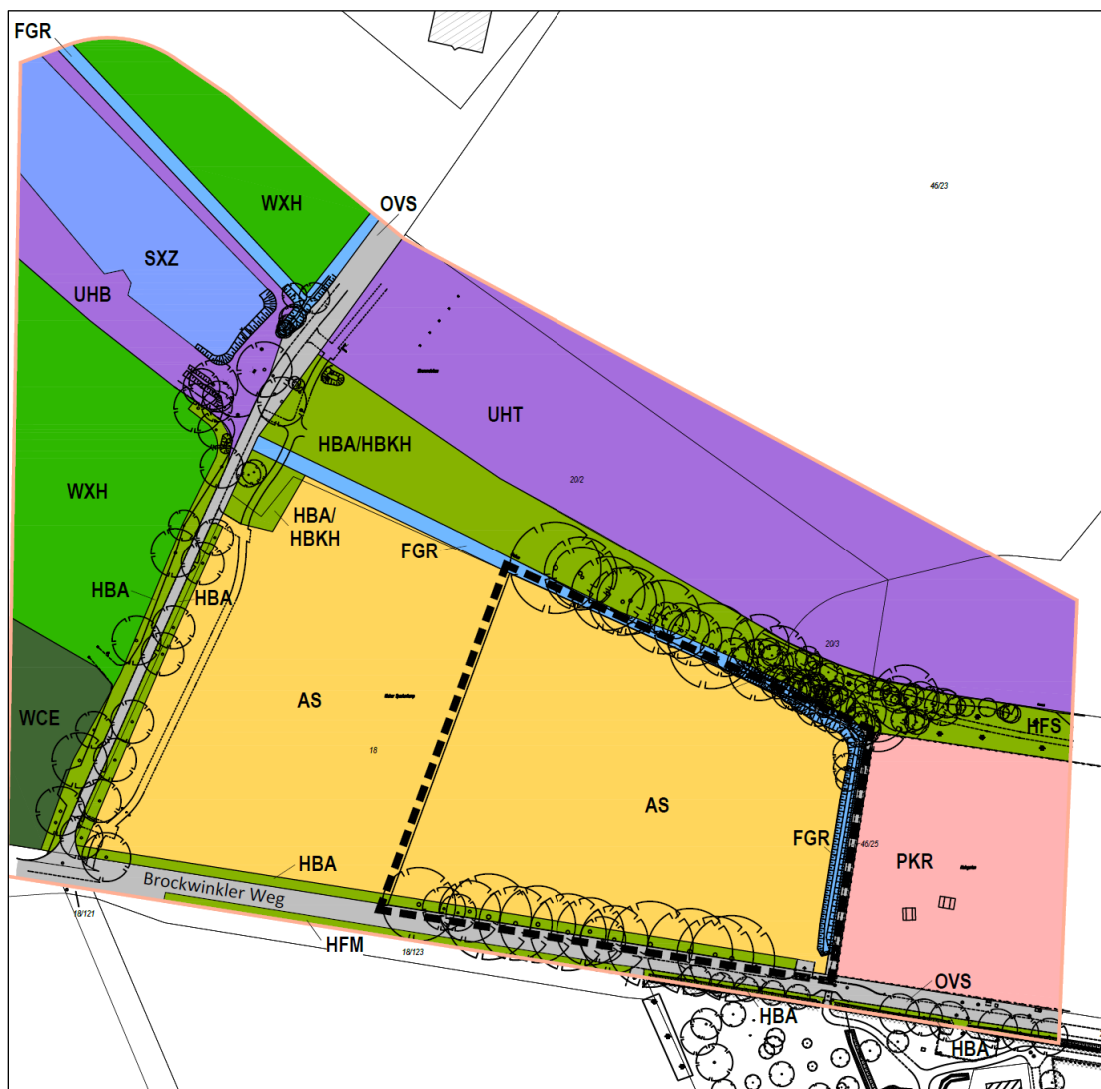 FGR
46/23
WXH
OVS
SXZ
UHB
UHT
HBA/HBKH
20/2
WXH
HBA/
HBKH
FGR
HBA
HBA
20/3
AS
HFS
WCE
18
AS
FGR
46/25
PKR
HBA
Brockwinkler Weg
18/121
HFM
18/123
OVS
HBA
HBA